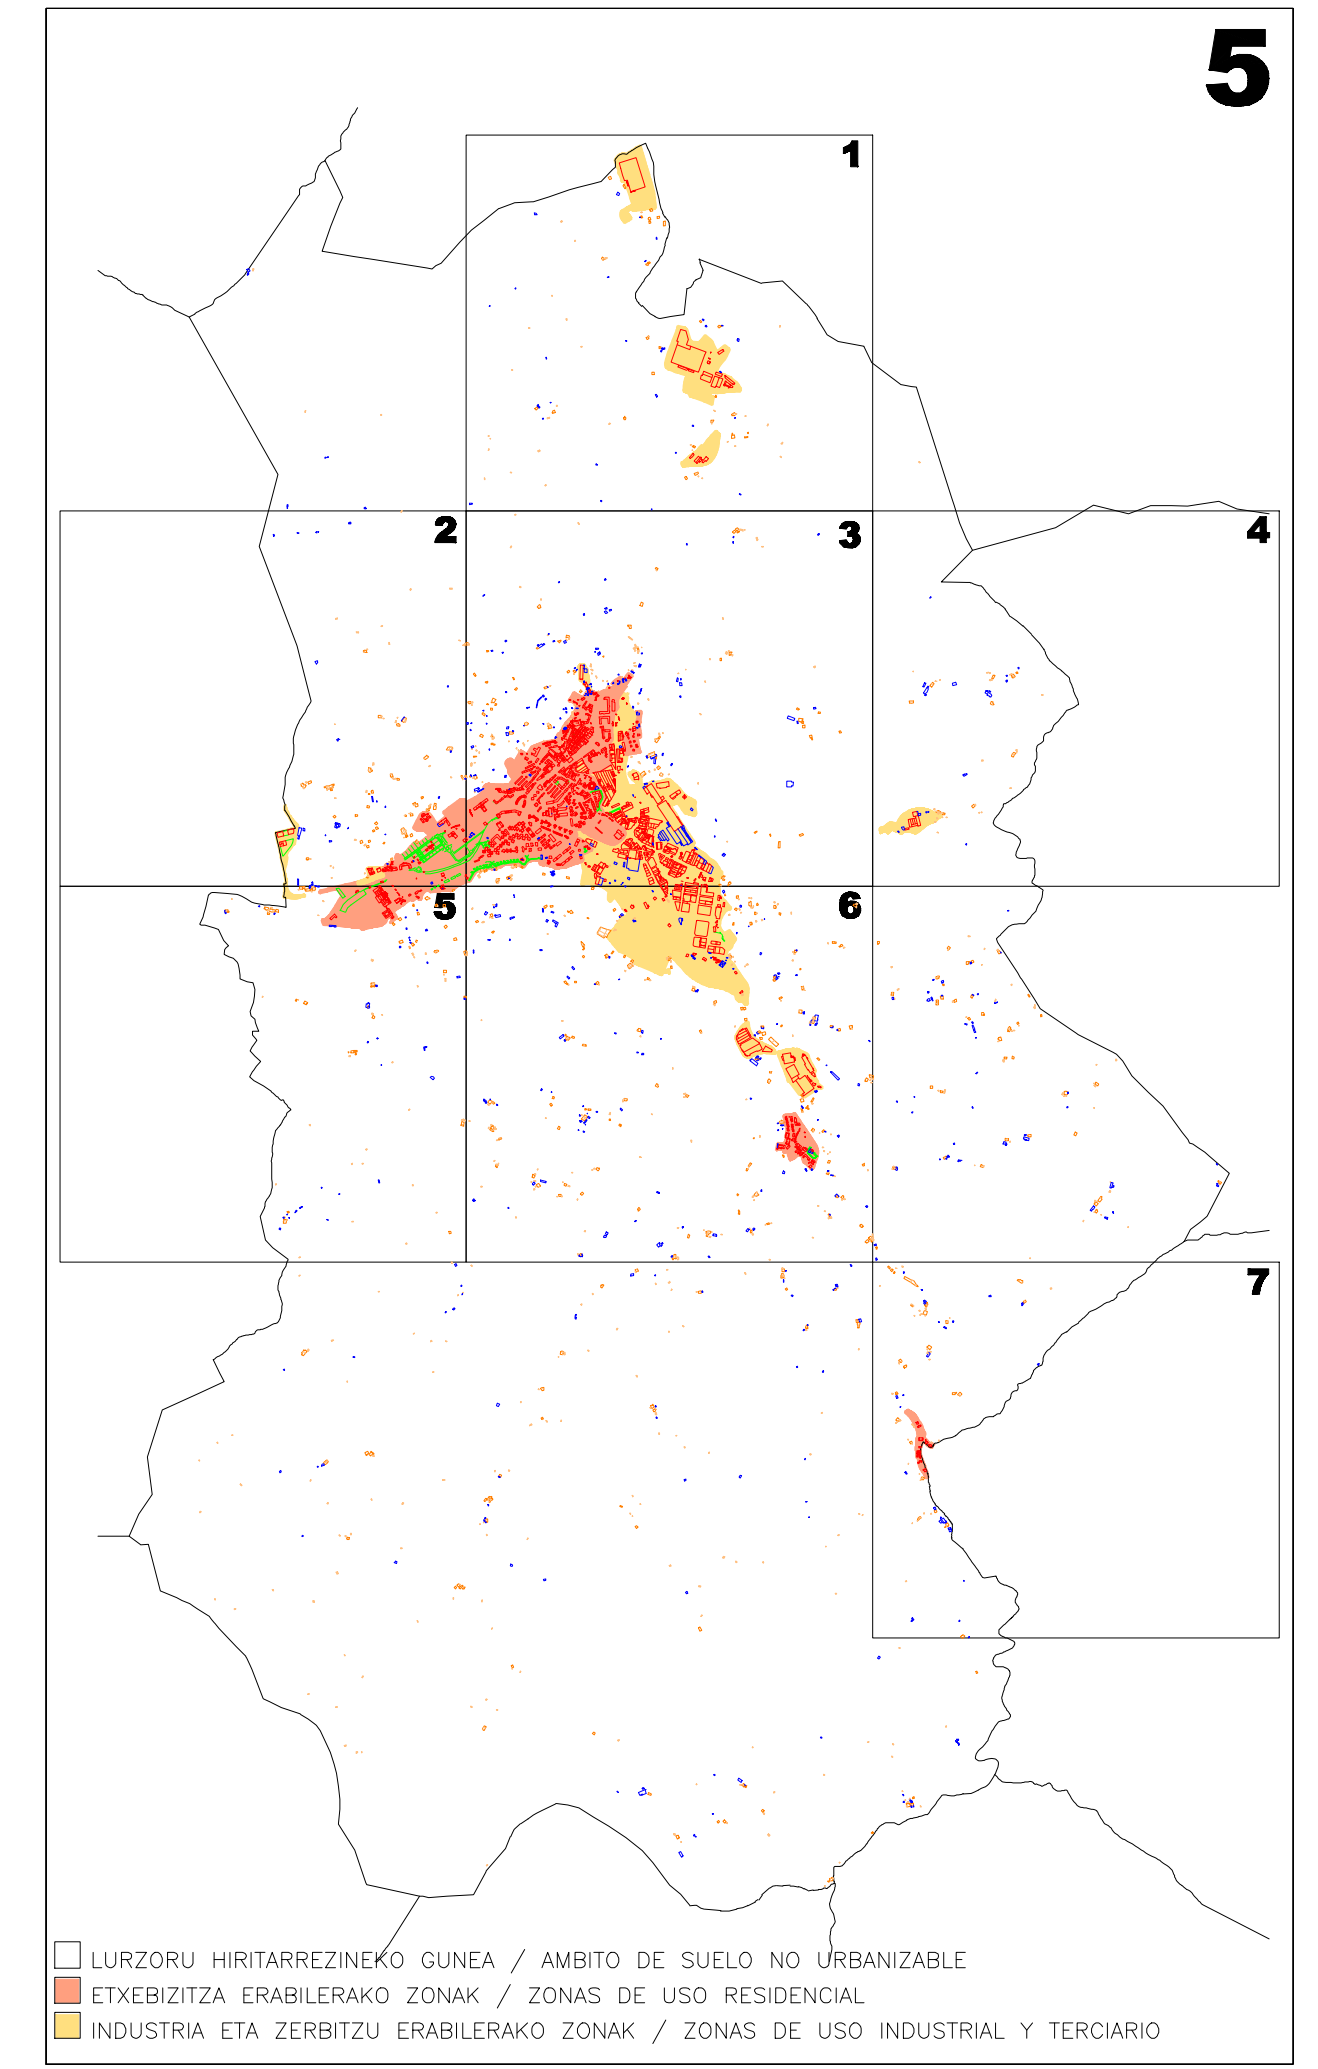 5
1
2
3
4
5
6
7
LURZORU HIRITARREZINEKO GUNEA / AMBITO DE SUELO NO URBANIZABLE
ETXEBIZITZA ERABILERAKO ZONAK / ZONAS DE USO RESIDENCIAL
INDUSTRIA ETA ZERBITZU ERABILERAKO ZONAK / ZONAS DE USO INDUSTRIAL Y TERCIARIO